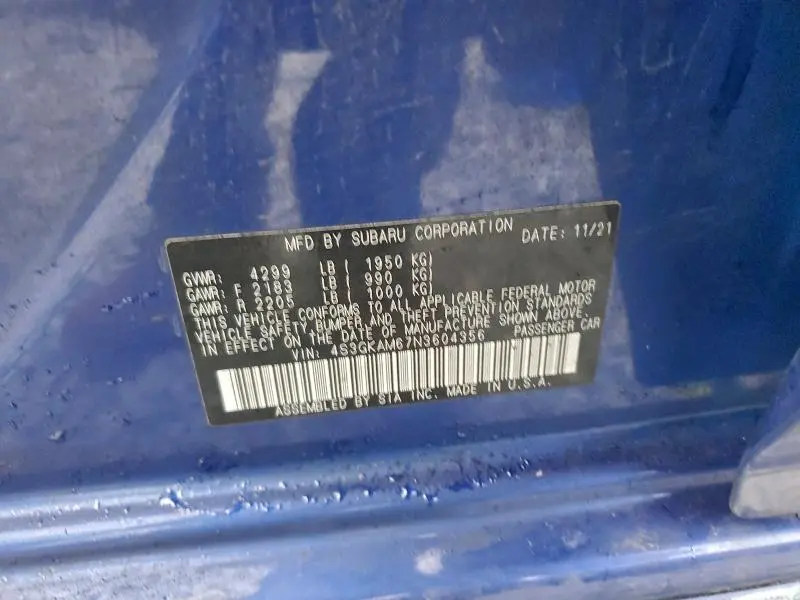 MFD BY SUBARU CORPORATION DATE: 11/21
GVWR: 4299 LB ( 1950 KG)
GAWR: F 2183 LB ( 990 KG)
GAWR: R 2205 LB ( 1000 KG)
THIS VEHICLE CONFORMS TO ALL APPLICABLE FEDERAL MOTOR
VEHICLE SAFETY, BUMPER, AND THEFT PREVENTION STANDARDS
IN EFFECT ON THE DATE OF MANUFACTURE SHOWN ABOVE.
VIN: 4S3GKAM67N3604356 PASSENGER CAR
ASSEMBLED BY SIA INC. MADE IN U.S.A.